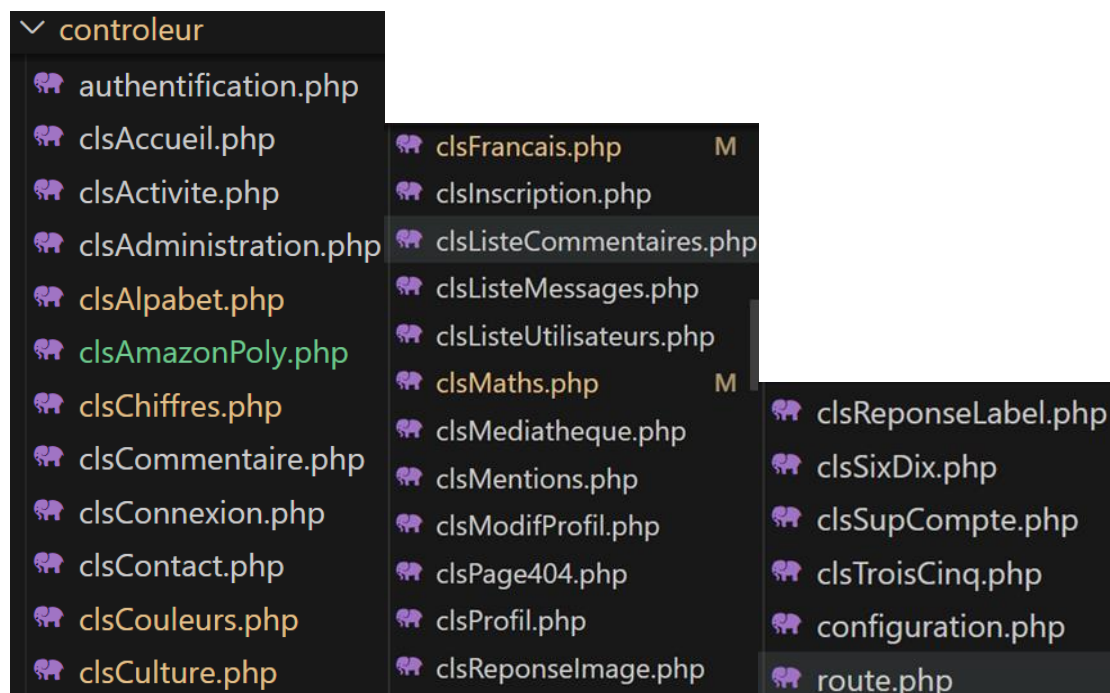 controleur
authentification.php
clsAccueil.php
clsActivite.php
clsAdministration.php
clsAlpabet.php
clsAmazonPoly.php
clsChiffres.php
clsCommentaire.php
clsConnexion.php
clsContact.php
clsCouleurs.php
clsCulture.php
clsFrancais.php M
clsInscription.php
clsListeCommentaires.php
clsListeMessages.php
clsListeUtilisateurs.php
clsMaths.php M
clsMediatheque.php
clsMentions.php
clsModifProfil.php
clsPage404.php
clsProfil.php
clsReponseImage.php
clsReponseLabel.php
clsSixDix.php
clsSupCompte.php
clsTroisCinq.php
configuration.php
route.php